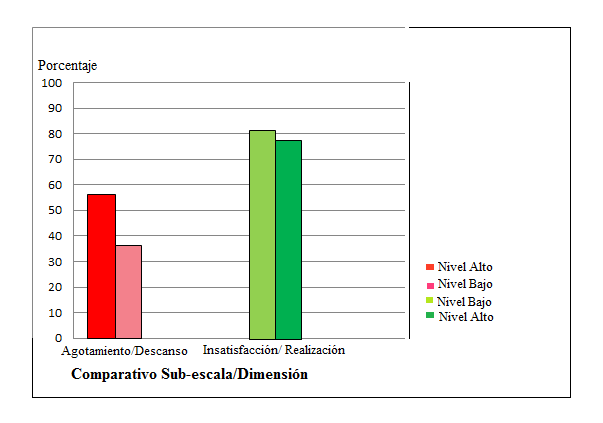 Porcentaje
100
90
80
70
60
50
40
30
20
10
0
Agotamiento/Descanso
Insatisfacción/ Realización
Comparativo Sub-escala/Dimensión
Nivel Alto
Nivel Bajo
Nivel Bajo
Nivel Alto